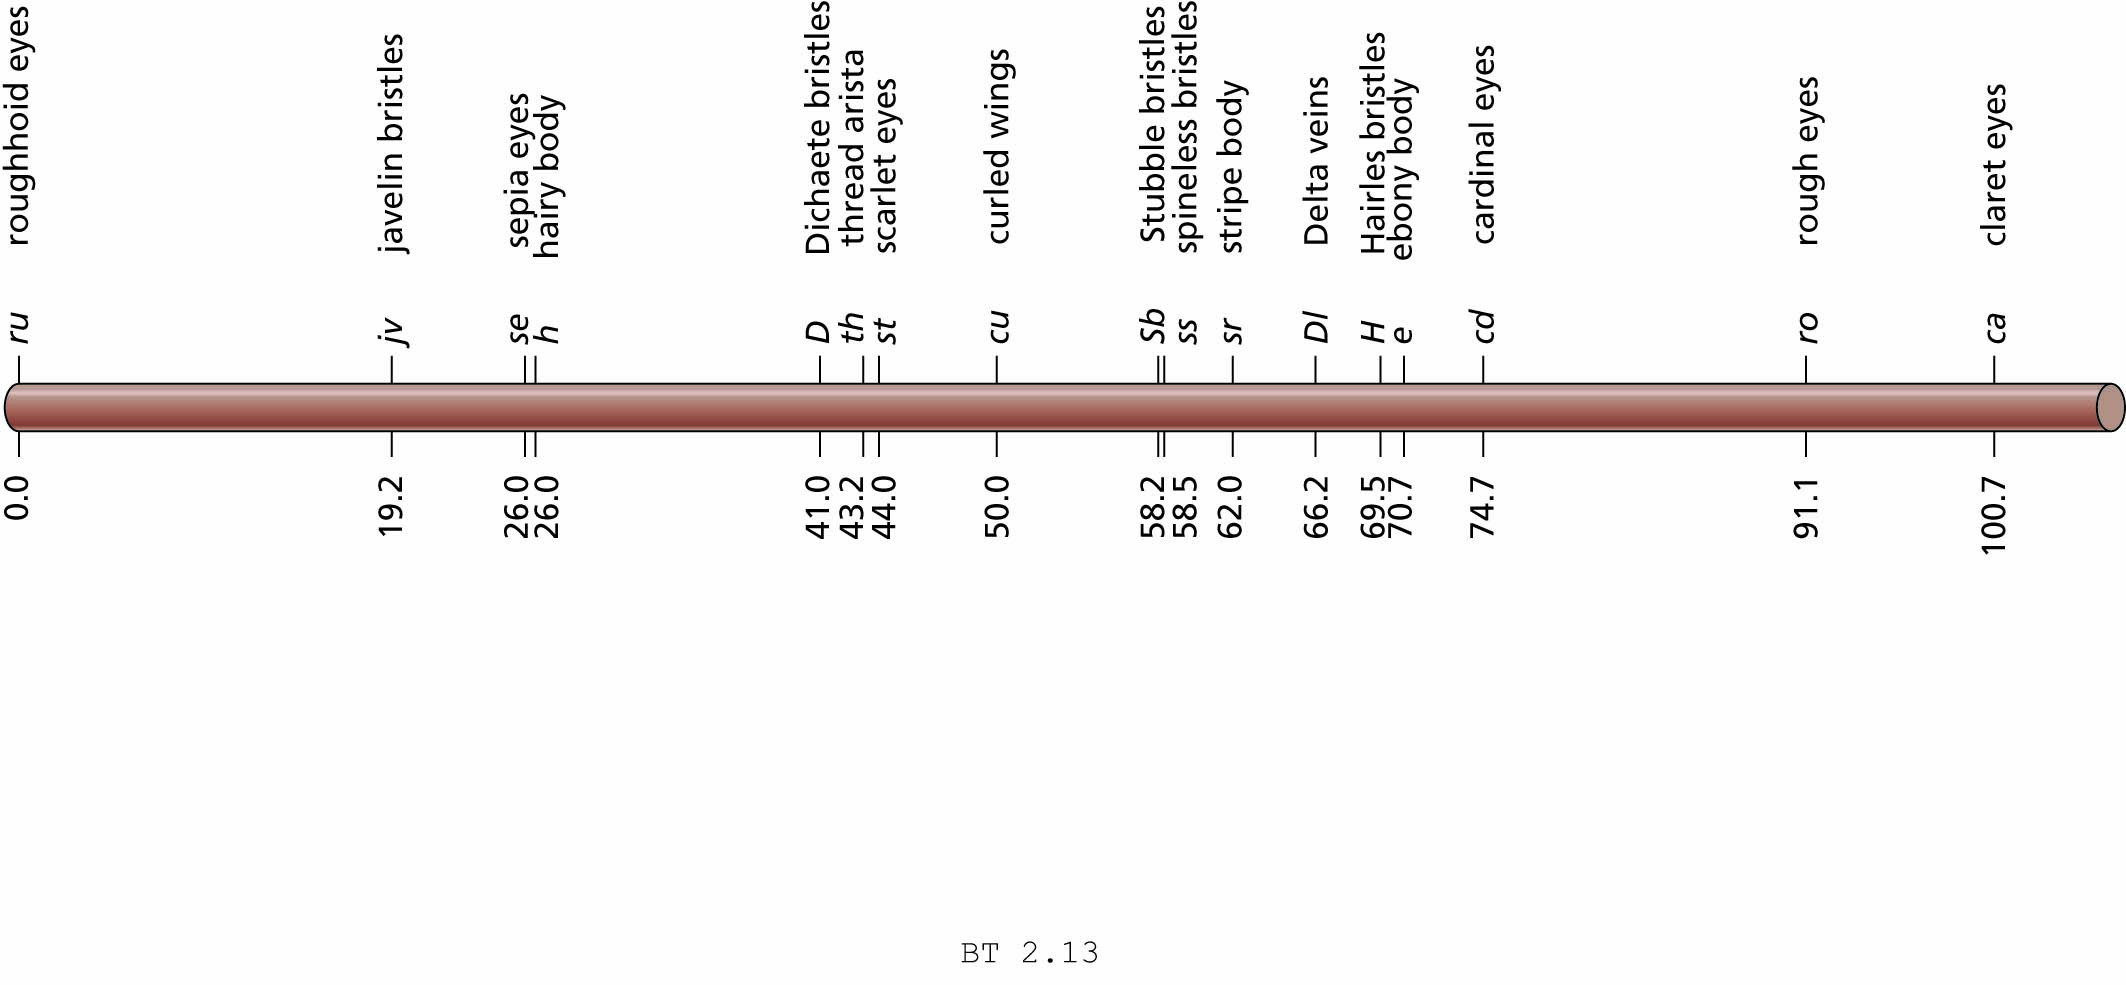 roughhoid eyes
javelin bristles
sepia eyes
hairy body
Dichaete bristles
thread arista
scarlet eyes
curled wings
Stubble bristles
spineless bristles
stripe body
Delta veins
Hairles bristles
ebony body
cardinal eyes
rough eyes
claret eyes
ru
jv
se
h
D
th
st
cu
Sb
ss
sr
Dl
H
e
cd
ro
ca
0.0
19.2
26.0
26.0
41.0
43.2
44.0
50.0
58.2
58.5
62.0
66.2
69.5
70.7
74.7
91.1
100.7
BT 2.13